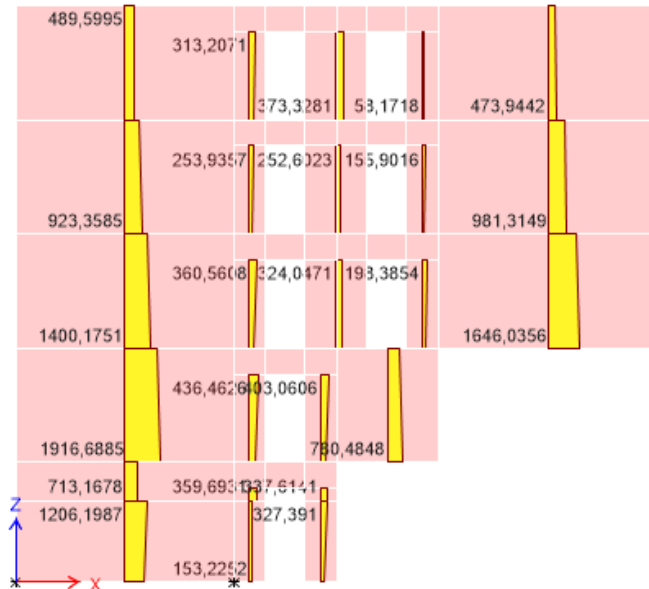 489,5995
313,2071
373,3281 58,1718 473,9442
253,9357 252,6023 155,9016
923,3585 981,3149
360,5608 324,0471 198,3854
1400,1751 1646,0356
436,4626 403,0606
1916,6885 780,4848
713,1678 359,6931 337,6141
Z
1206,1987 327,391
153,2252
X